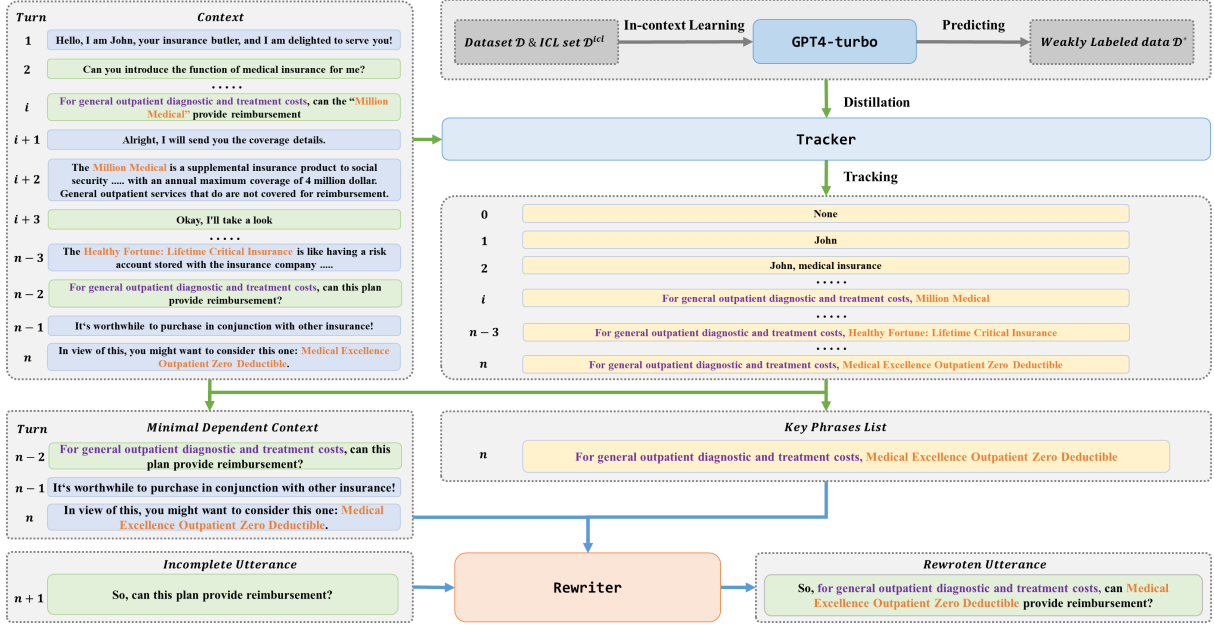 Turn Context
1 Hello, I am John, your insurance butler, and I am delighted to serve you!
2 Can you introduce the function of medical insurance for me?
.....
i For general outpatient diagnostic and treatment costs, can the “Million
Medical” provide reimbursement
i + 1 Alright, I will send you the coverage details.
i + 2 The Million Medical is a supplemental insurance product to social
security ..... with an annual maximum coverage of 4 million dollar.
General outpatient services that do are not covered for reimbursement.
i + 3 Okay, I'll take a look
.....
n − 3 The Healthy Fortune: Lifetime Critical Insurance is like having a risk
account stored with the insurance company .....
n − 2 For general outpatient diagnostic and treatment costs, can this plan
provide reimbursement?
n − 1 It's worthwhile to purchase in conjunction with other insurance!
n In view of this, you might want to consider this one: Medical Excellence
Outpatient Zero Deductible.
Dataset D & ICL set D^icl
In-context Learning
GPT4-turbo
Predicting
Weakly Labeled data D*
Distillation
Tracker
Tracking
0 None
1 John
2 John, medical insurance
.....
i For general outpatient diagnostic and treatment costs, Million Medical
.....
n − 3 For general outpatient diagnostic and treatment costs, Healthy Fortune: Lifetime Critical Insurance
.....
n For general outpatient diagnostic and treatment costs, Medical Excellence Outpatient Zero Deductible
Turn Minimal Dependent Context
n − 2 For general outpatient diagnostic and treatment costs, can this
plan provide reimbursement?
n − 1 It's worthwhile to purchase in conjunction with other insurance!
n In view of this, you might want to consider this one: Medical
Excellence Outpatient Zero Deductible.
Key Phrases List
n For general outpatient diagnostic and treatment costs, Medical Excellence Outpatient Zero Deductible
Incomplete Utterance
n + 1 So, can this plan provide reimbursement?
Rewriter
Rewroten Utterance
So, for general outpatient diagnostic and treatment costs, can Medical
Excellence Outpatient Zero Deductible provide reimbursement?